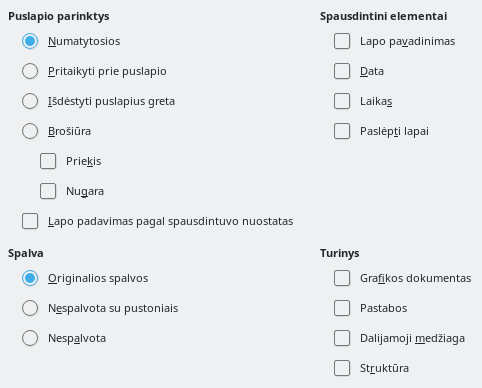 Puslapio parinktys
Numatytosios
Pritaikyti prie puslapio
Išdėstyti puslapius greta
Brošiūra
Priekis
Nugara
Lapo padavimas pagal spausdintuvo nuostatas
Spausdintini elementai
Lapo pavadinimas
Data
Laikas
Paslėpti lapai
Spalva
Originalios spalvos
Nespalvota su pustoniais
Nespalvota
Turinys
Grafikos dokumentas
Pastabos
Dalijamoji medžiaga
Struktūra